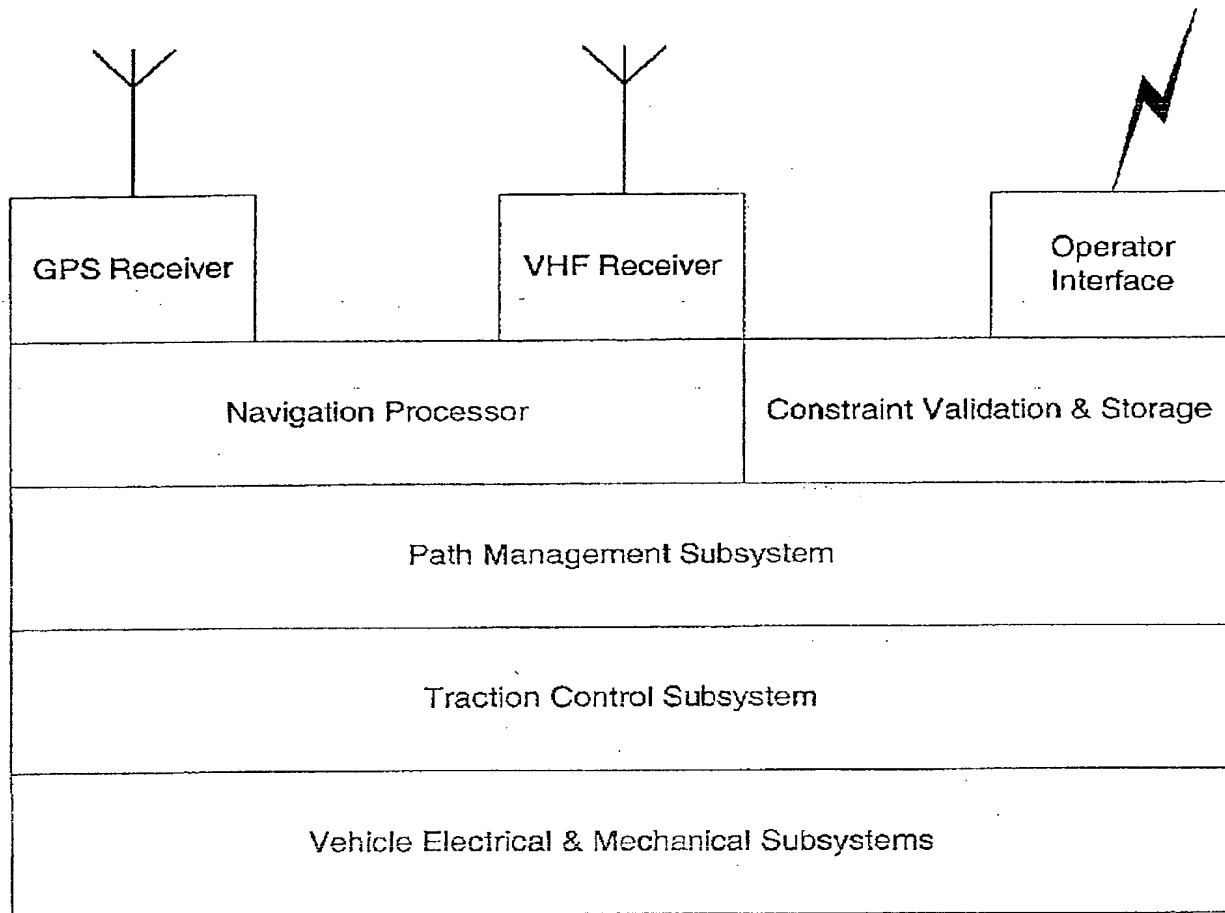 GPS Receiver
VHF Receiver
Operator
Interface
Navigation Processor
Constraint Validation & Storage
Path Management Subsystem
Traction Control Subsystem
Vehicle Electrical & Mechanical Subsystems